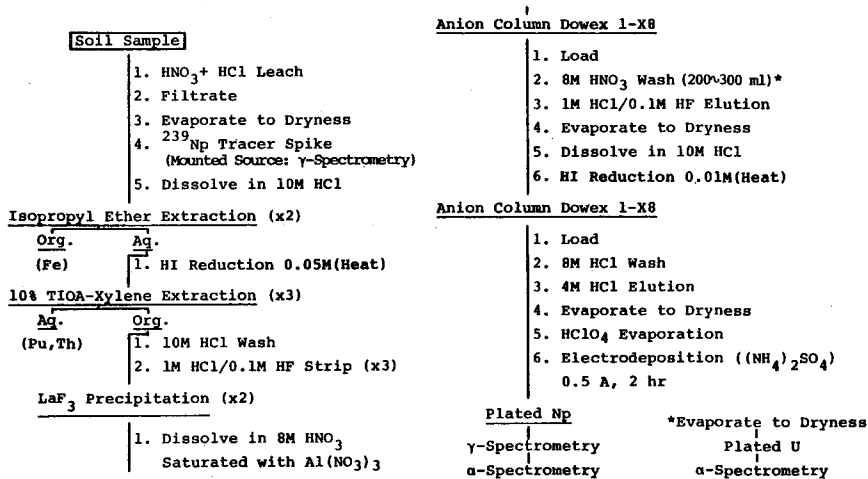 Soil Sample
1. HNO3+ HCl Leach
2. Filtrate
3. Evaporate to Dryness
4. 239Np Tracer Spike
(Mounted Source: γ-Spectrometry)
5. Dissolve in 10M HCl
Isopropyl Ether Extraction (x2)
Org. Aq.
(Fe) 1. HI Reduction 0.05M(Heat)
10% TIOA-Xylene Extraction (x3)
Aq. Org.
(Pu,Th) 1. 10M HCl Wash
2. 1M HCl/0.1M HF Strip (x3)
LaF3 Precipitation (x2)
1. Dissolve in 8M HNO3
Saturated with Al(NO3)3
Anion Column Dowex 1-X8
1. Load
2. 8M HNO3 Wash (200~300 ml)*
3. 1M HCl/0.1M HF Elution
4. Evaporate to Dryness
5. Dissolve in 10M HCl
6. HI Reduction 0.01M(Heat)
Anion Column Dowex 1-X8
1. Load
2. 8M HCl Wash
3. 4M HCl Elution
4. Evaporate to Dryness
5. HClO4 Evaporation
6. Electrodeposition ((NH4)2SO4)
0.5 A, 2 hr
Plated Np
γ-Spectrometry
α-Spectrometry
*Evaporate to Dryness
Plated U
α-Spectrometry